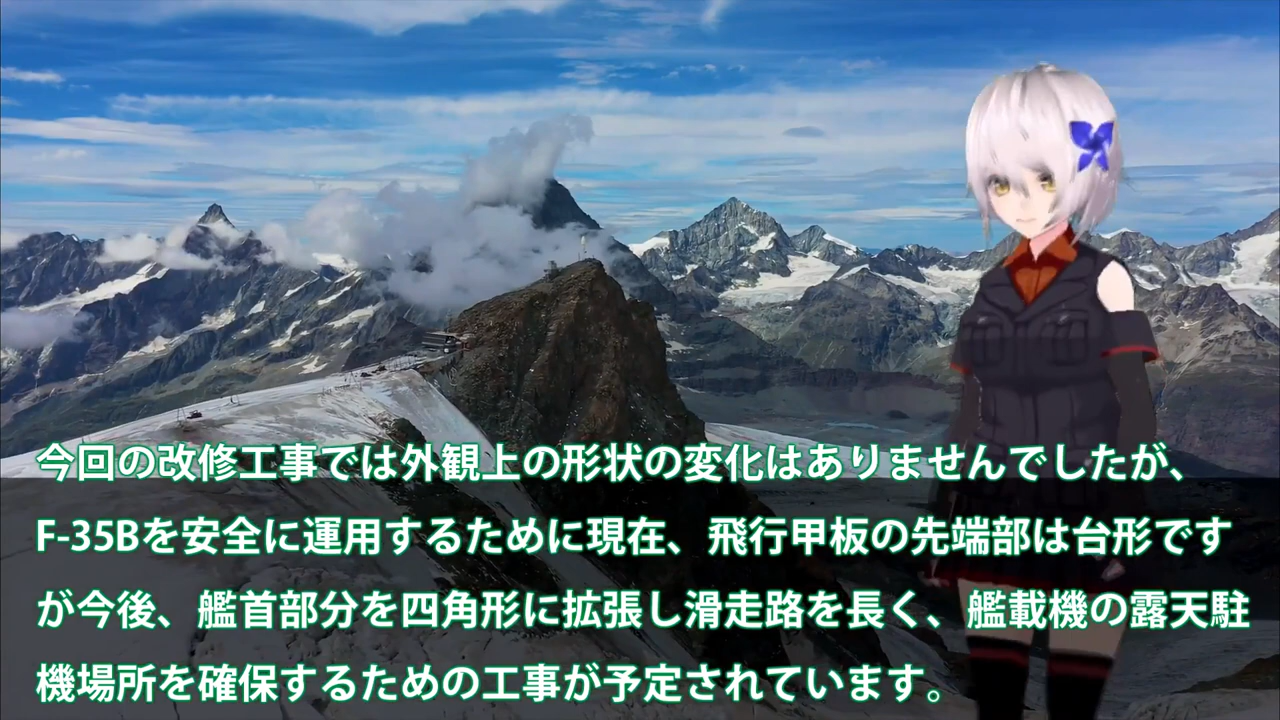 今回の改修工事では外観上の形状の変化はありませんでしたが、
F-35Bを安全に運用するために現在、飛行甲板の先端部は台形です
が今後、艦首部分を四角形に拡張し滑走路を長く、艦載機の露天駐
機場所を確保するための工事が予定されています。